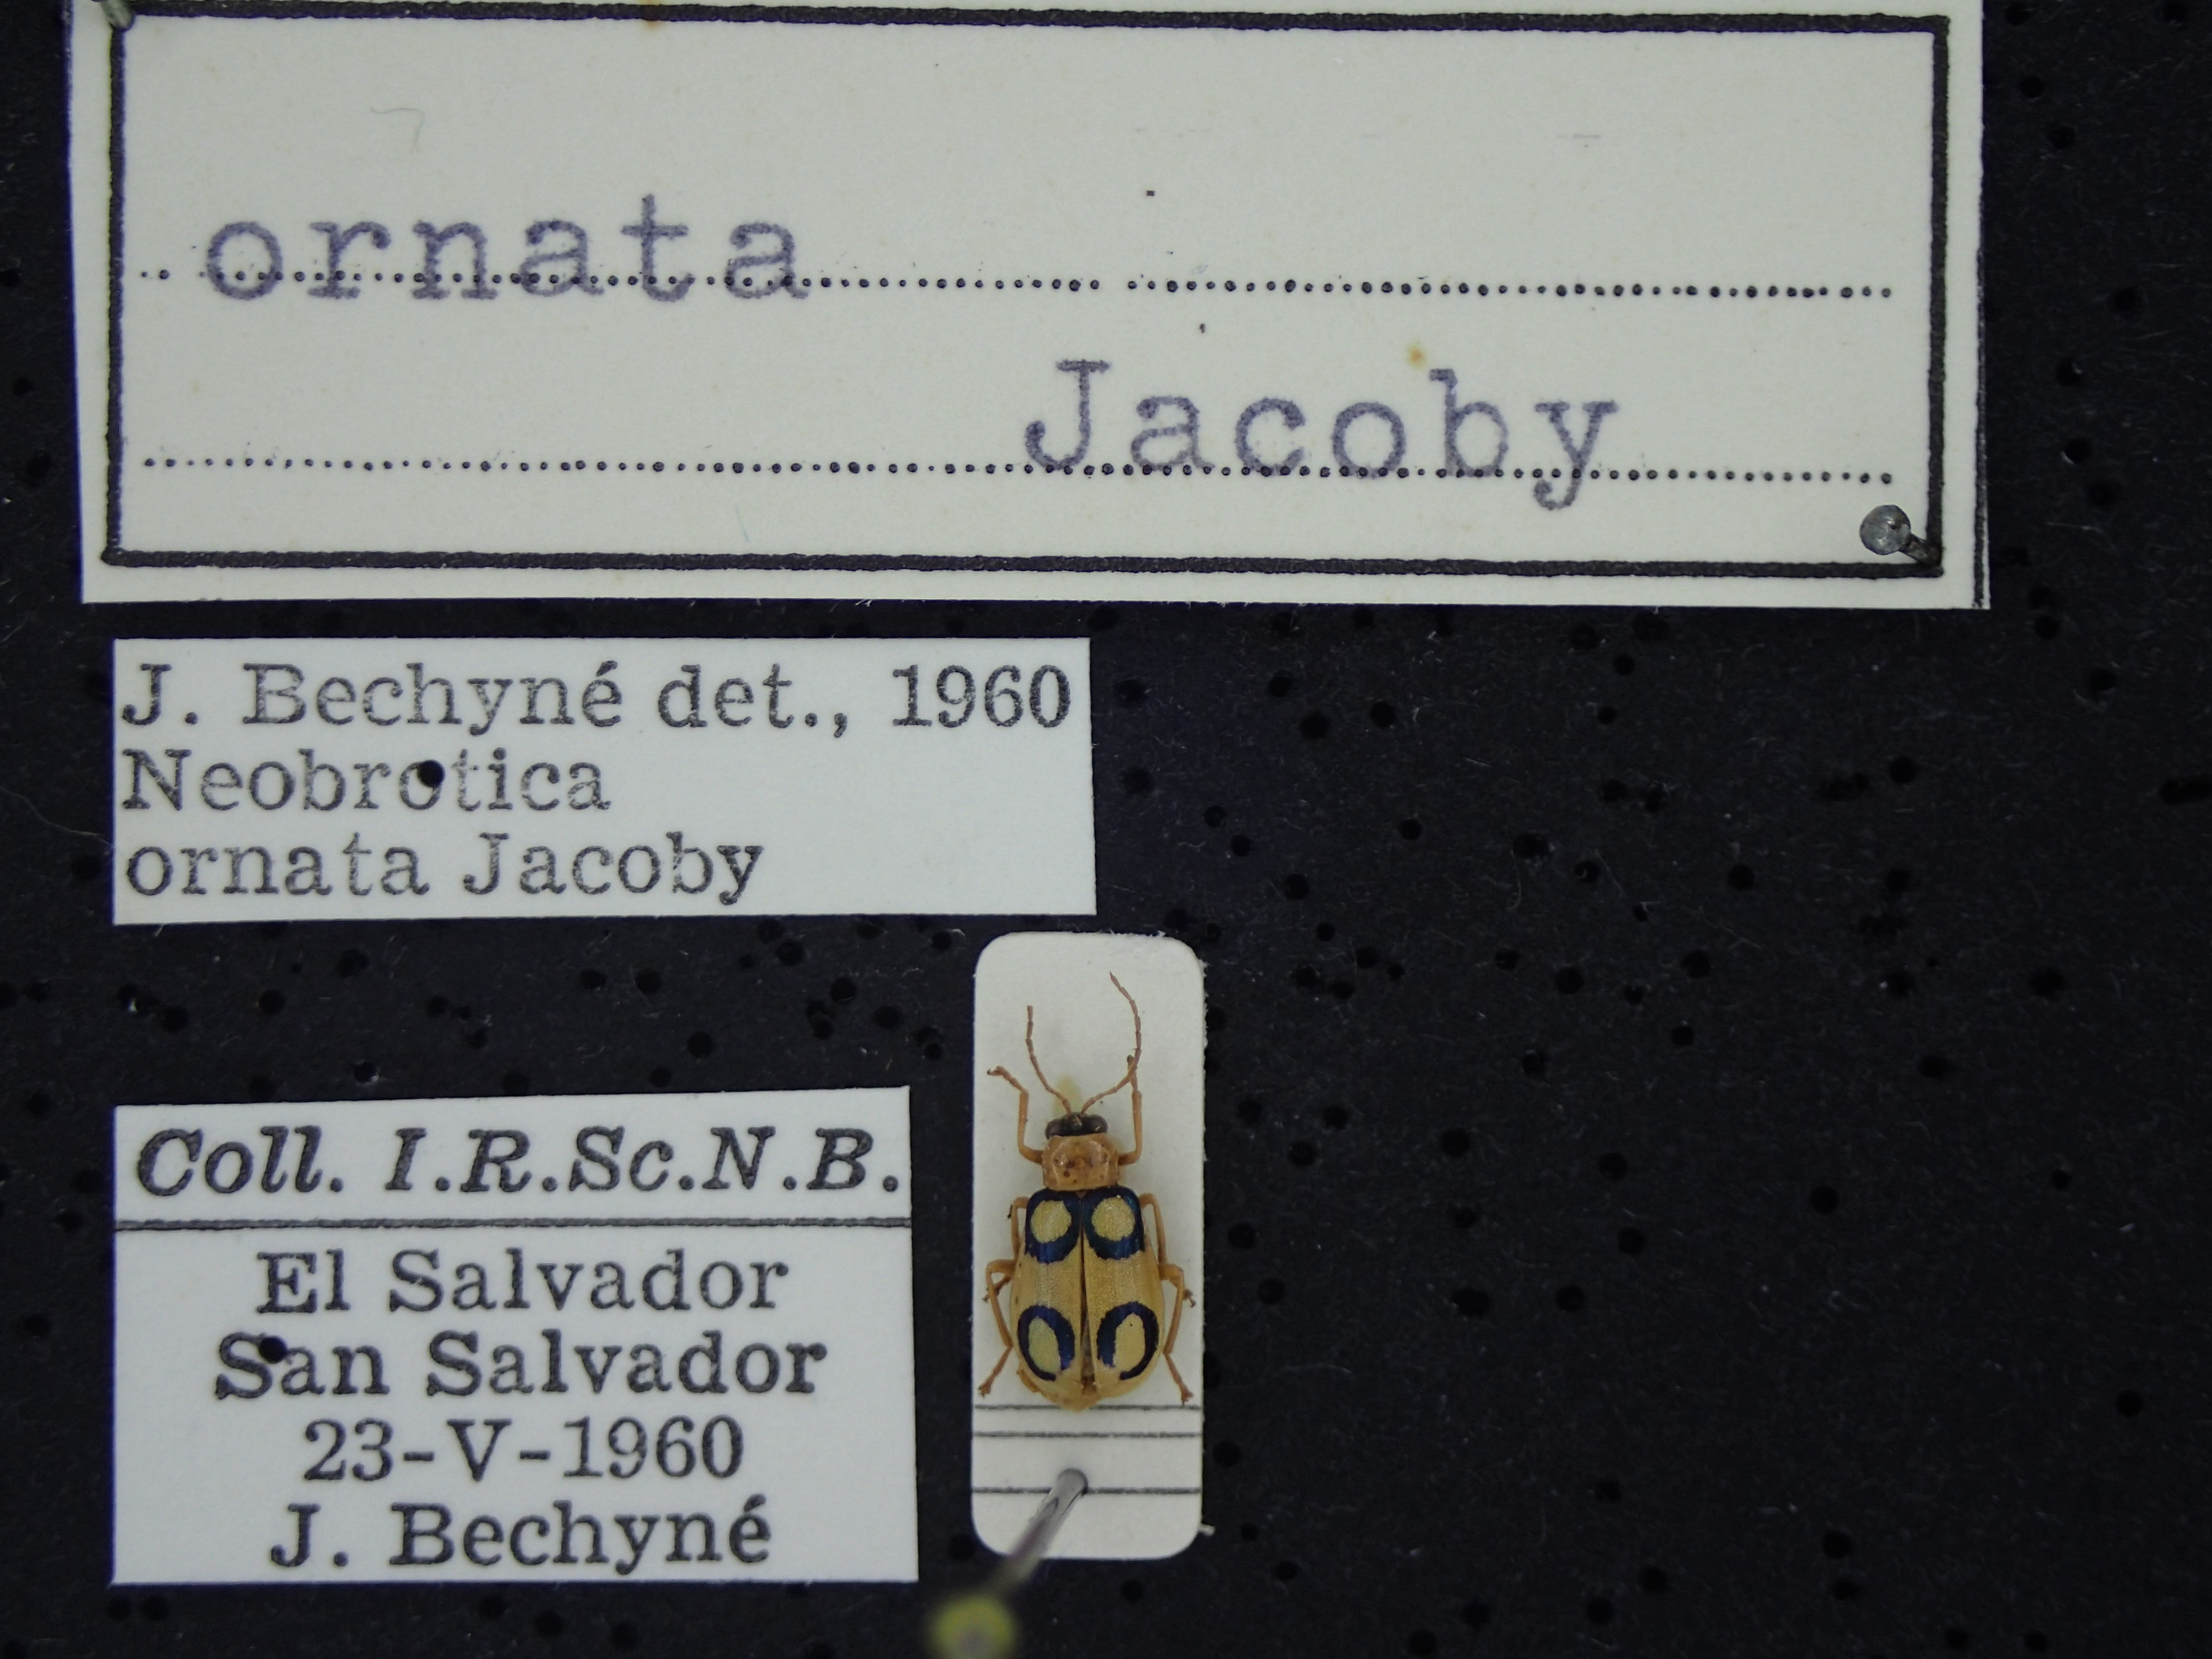 ornata
Jacoby
J. Bechyné det., 1960
Neobrotica
ornata Jacoby
Coll. I.R.Sc.N.B.
El Salvador
San Salvador
23-V-1960
J. Bechyné